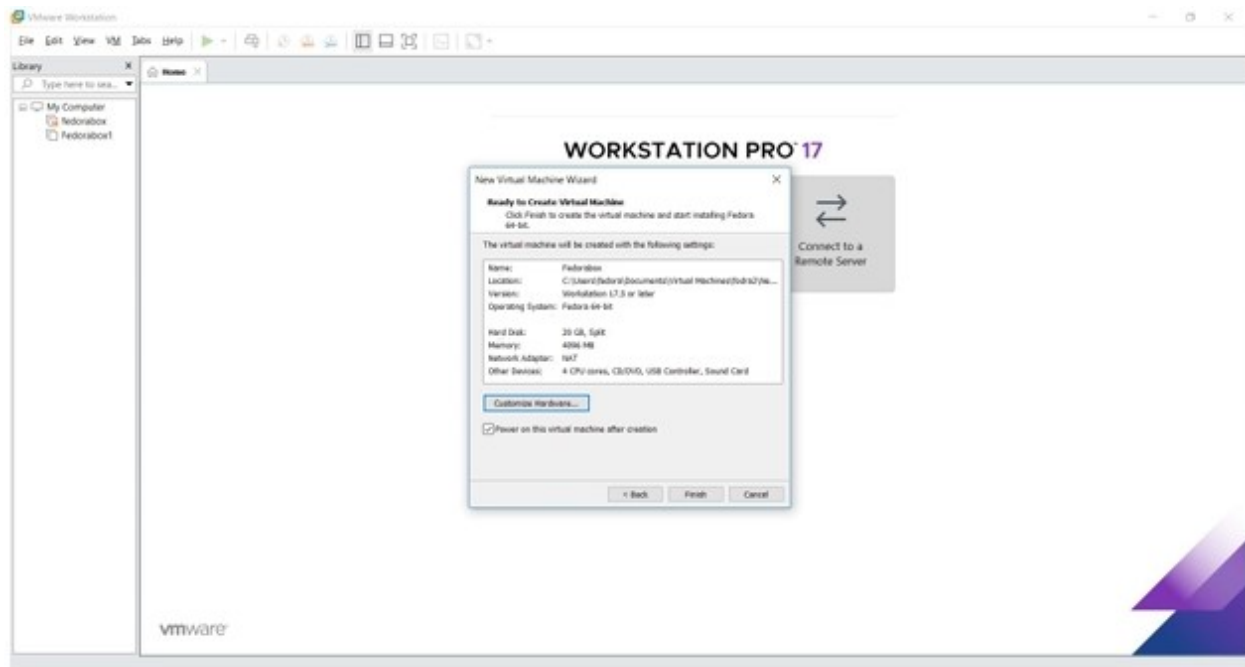 VMware Workstation
File Edit View VM Tabs Help
Library
Home
Type here to sea...
My Computer
fedorabox
Fedorabox1
WORKSTATION PRO 17
New Virtual Machine Wizard
Ready to Create Virtual Machine
Click Finish to create the virtual machine and start installing Fedora
64-bit.
The virtual machine will be created with the following settings:
Name: Fedorabox
Location:
Version: Workstation 17.5 or later
Operating System: Fedora 64-bit
Hard Disk: 20 GB, Split
Memory: 4096 MB
Network Adapter: NAT
Other Devices: 4 CPU cores, CD/DVD, USB Controller, Sound Card
Customize Hardware...
Power on this virtual machine after creation
< Back Finish Cancel
Connect to a
Remote Server
vmware